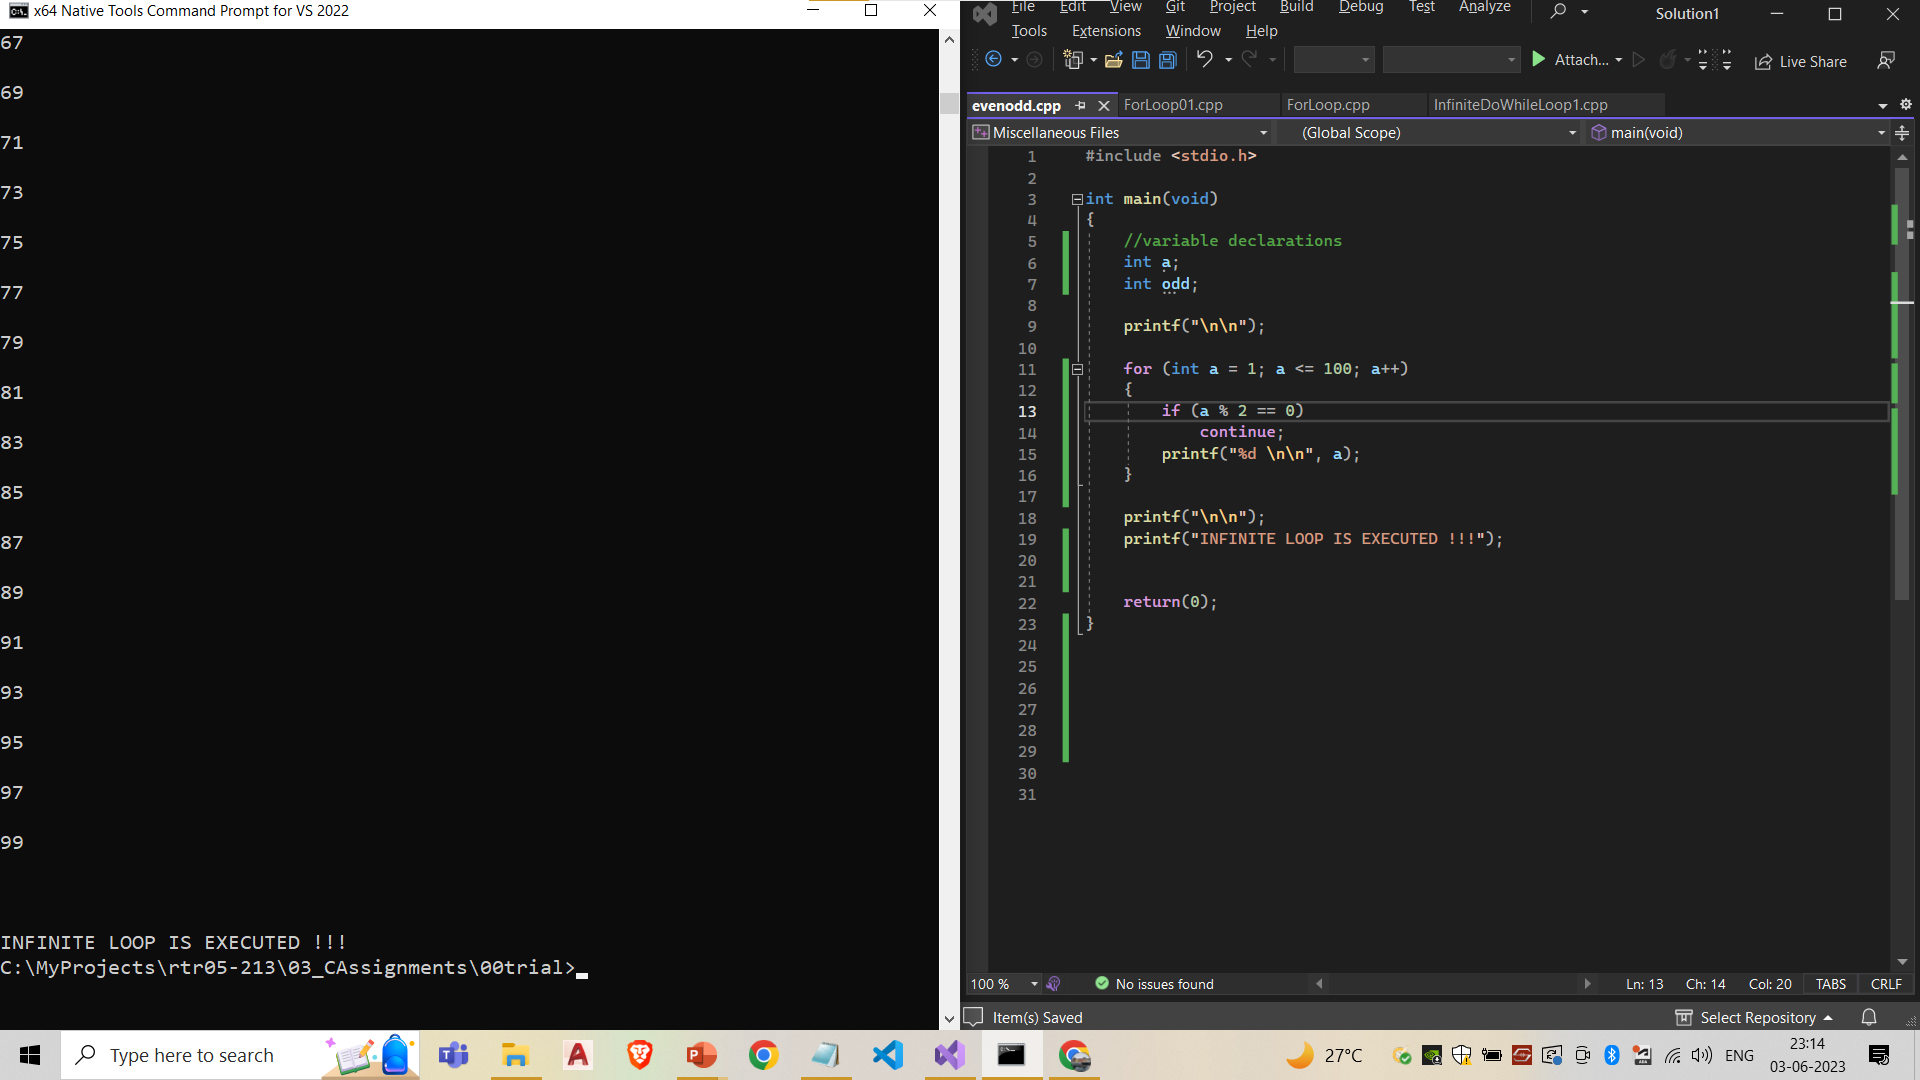 x64 Native Tools Command Prompt for VS 2022
67
69
71
73
75
77
79
81
83
85
87
89
91
93
95
97
99
INFINITE LOOP IS EXECUTED !!!
C:\MyProjects\rtr05-213\03_CAssignments\00trial>
File Edit View Git Project Build Debug Test Analyze
Solution1
Tools Extensions Window Help
Attach...
Live Share
evenodd.cpp ForLoop01.cpp ForLoop.cpp InfiniteDoWhileLoop1.cpp
Miscellaneous Files (Global Scope) main(void)
1 #include <stdio.h>
2
3 int main(void)
4 {
5 //variable declarations
6 int a;
7 int odd;
8
9 printf("\n\n");
10
11 for (int a = 1; a <= 100; a++)
12 {
13 if (a % 2 == 0)
14 continue;
15 printf("%d \n\n", a);
16 }
17
18 printf("\n\n");
19 printf("INFINITE LOOP IS EXECUTED !!!");
20
21
22 return(0);
23 }
24
25
26
27
28
29
30
31
100 % No issues found Ln: 13 Ch: 14 Col: 20 TABS CRLF
Item(s) Saved Select Repository
Type here to search
27°C
ENG
23:14
03-06-2023